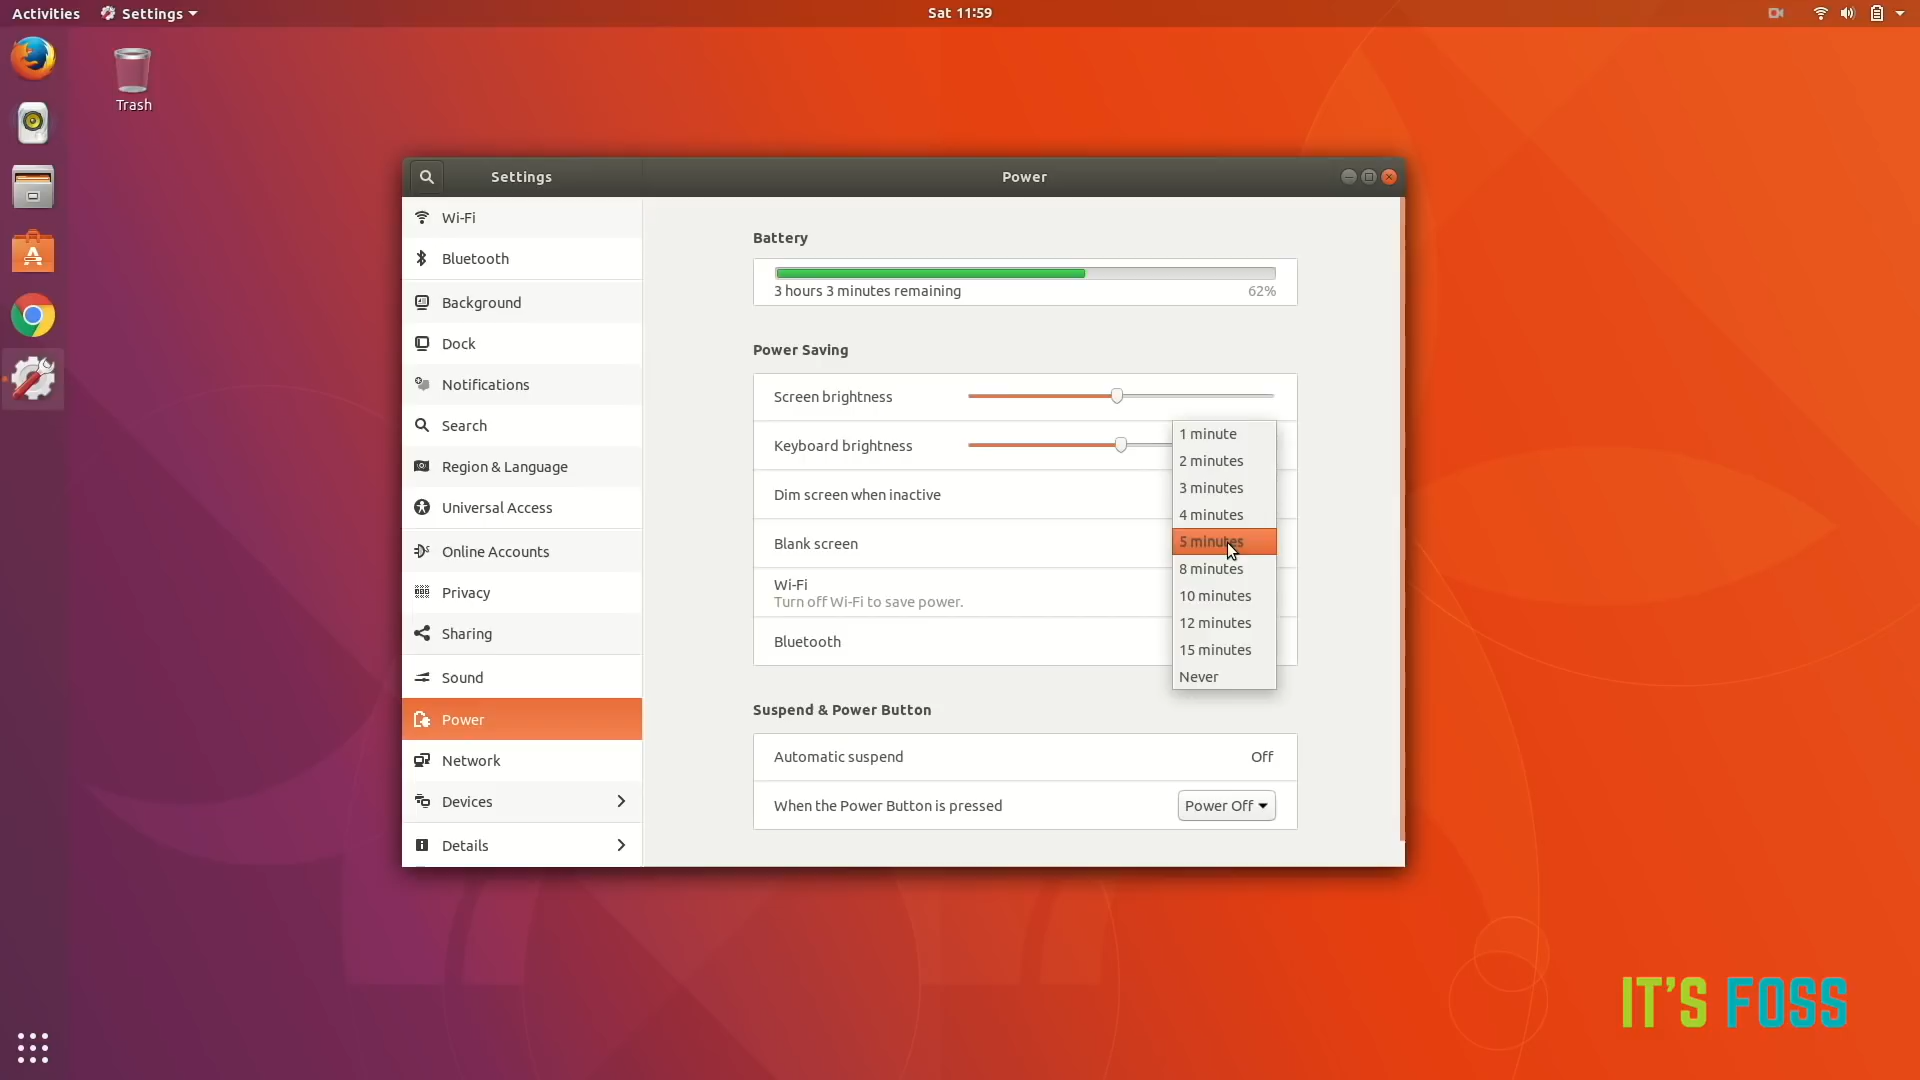 Activities
Settings
Sat 11:59
Trash
Settings
Power
Wi-Fi
Bluetooth
Background
Dock
Notifications
Search
Region & Language
Universal Access
Online Accounts
Privacy
Sharing
Sound
Power
Network
Devices
Details
Battery
3 hours 3 minutes remaining
62%
Power Saving
Screen brightness
Keyboard brightness
Dim screen when inactive
Blank screen
Wi-Fi
Turn off Wi-Fi to save power.
Bluetooth
1 minute
2 minutes
3 minutes
4 minutes
5 minutes
8 minutes
10 minutes
12 minutes
15 minutes
Never
Suspend & Power Button
Automatic suspend
Off
When the Power Button is pressed
Power Off
IT'S FOSS